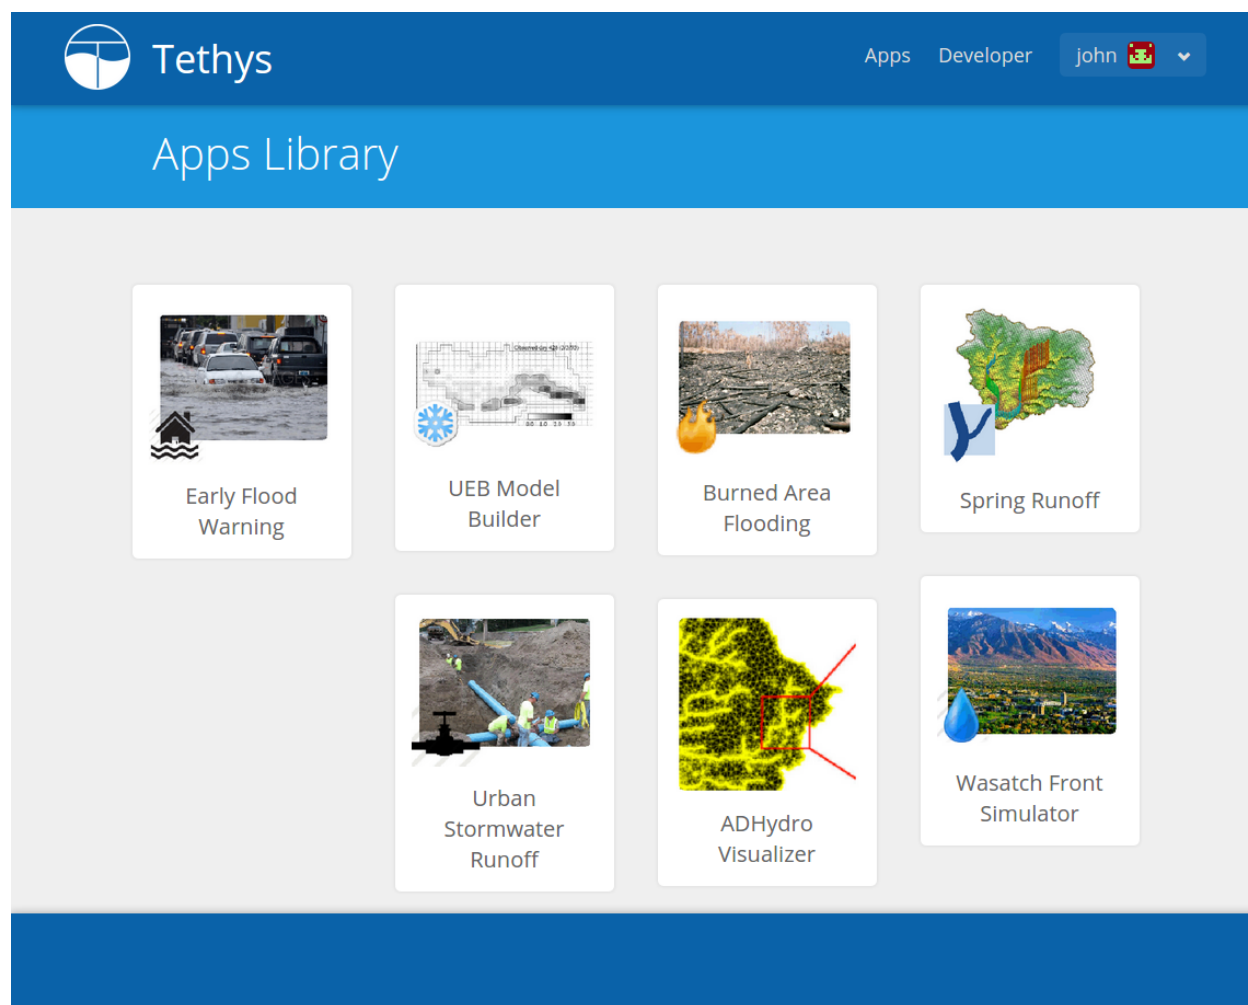 Tethys
Apps
Developer
john
Apps Library
Early Flood
Warning
UEB Model
Builder
Burned Area
Flooding
Spring Runoff
Urban
Stormwater
Runoff
ADHydro
Visualizer
Wasatch Front
Simulator